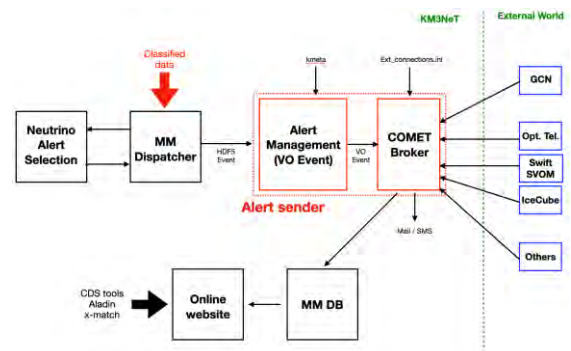 KM3NeT
External World
Classified
data
kmeta
Ext_connections.ini
GCN
Neutrino
Alert
Selection
MM
Dispatcher
HDF5
Event
Alert
Management
(VO Event)
VO
Event
COMET
Broker
Opt. Tel.
Swift
SVOM
IceCube
Alert sender
Mail / SMS
Others
CDS tools
Aladin
x-match
Online
website
MM DB